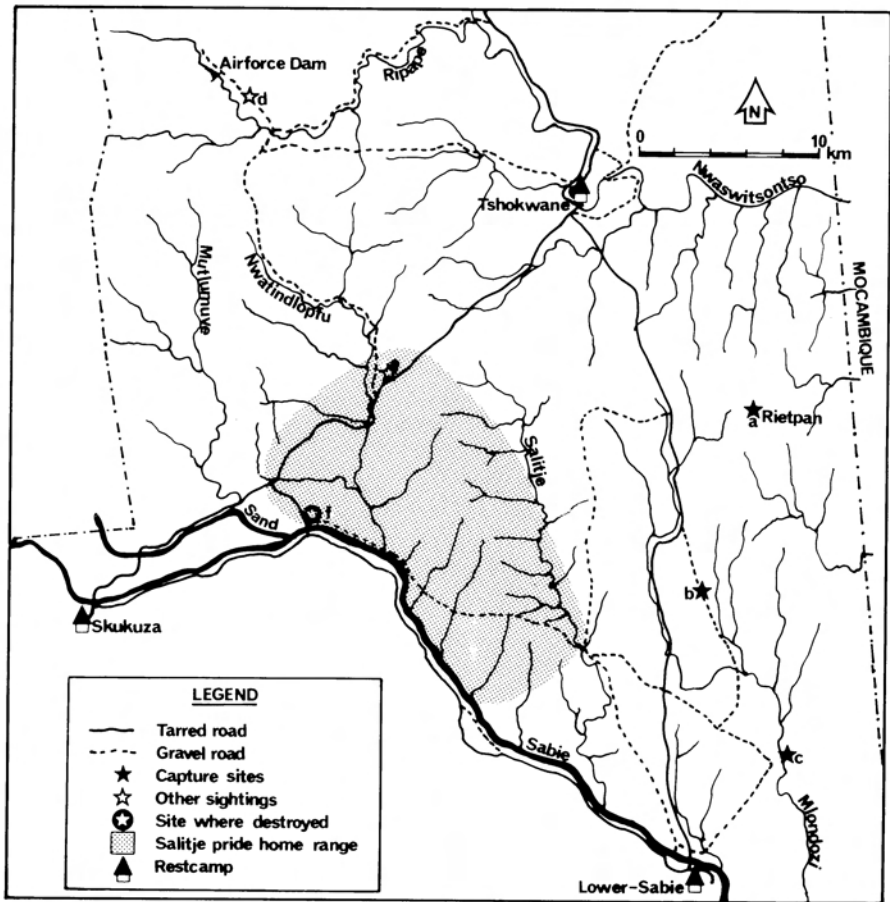 Airforce Dam
d
Ripape
N
0 10
km
Tshokwane
Nwaswitsontso
Mutlumuve
Nwatindlopfu
MOCAMBIQUE
a Rietpan
Salitje
Sand
f
b
Skukuza
c
Sabie
Mlondozi
Lower-Sabie
LEGEND
Tarred road
Gravel road
Capture sites
Other sightings
Site where destroyed
Salitje pride home range
Restcamp